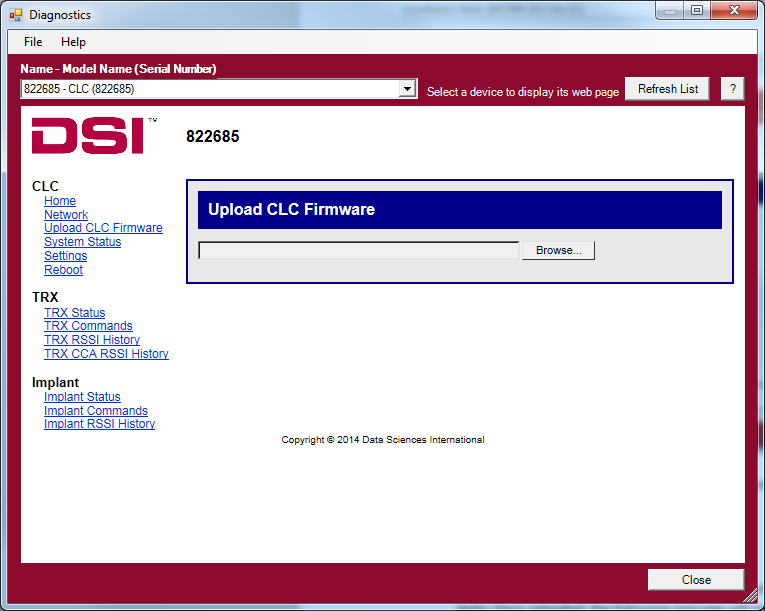 Diagnostics
File Help
Name - Model Name (Serial Number)
822685 - CLC (822685)
Select a device to display its web page
Refresh List
?
DSI™
822685
CLC
Home
Network
Upload CLC Firmware
System Status
Settings
Reboot
TRX
TRX Status
TRX Commands
TRX RSSI History
TRX CCA RSSI History
Implant
Implant Status
Implant Commands
Implant RSSI History
Upload CLC Firmware
Browse...
Copyright © 2014 Data Sciences International
Close